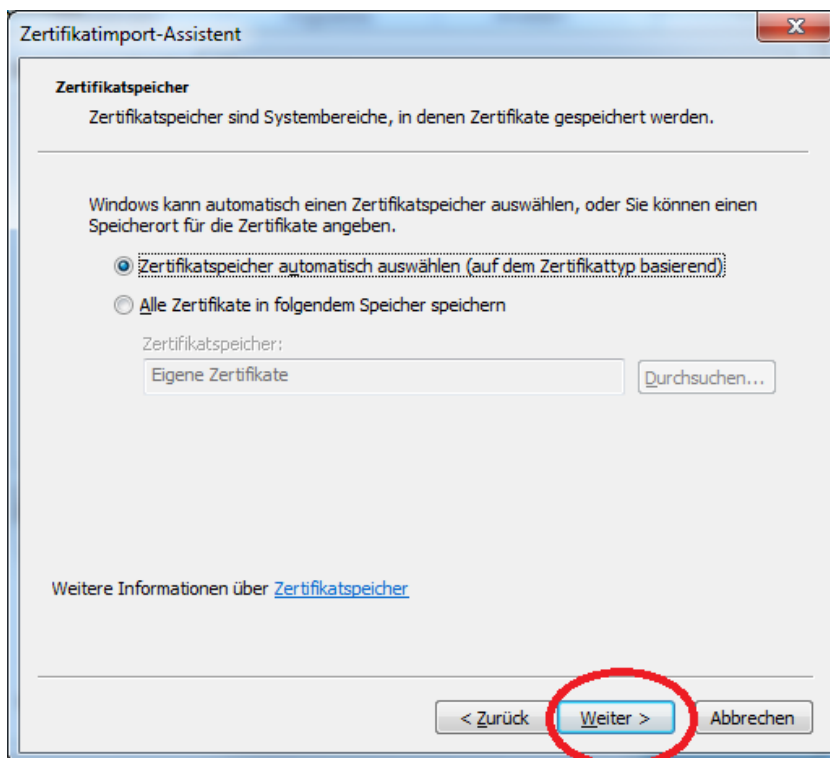 Zertifikatimport-Assistent
Zertifikatspeicher
Zertifikatspeicher sind Systembereiche, in denen Zertifikate gespeichert werden.
Windows kann automatisch einen Zertifikatspeicher auswählen, oder Sie können einen
Speicherort für die Zertifikate angeben.
Zertifikatspeicher automatisch auswählen (auf dem Zertifikattyp basierend)
Alle Zertifikate in folgendem Speicher speichern
Zertifikatspeicher:
Eigene Zertifikate
Durchsuchen...
Weitere Informationen über Zertifikatspeicher
< Zurück
Weiter >
Abbrechen